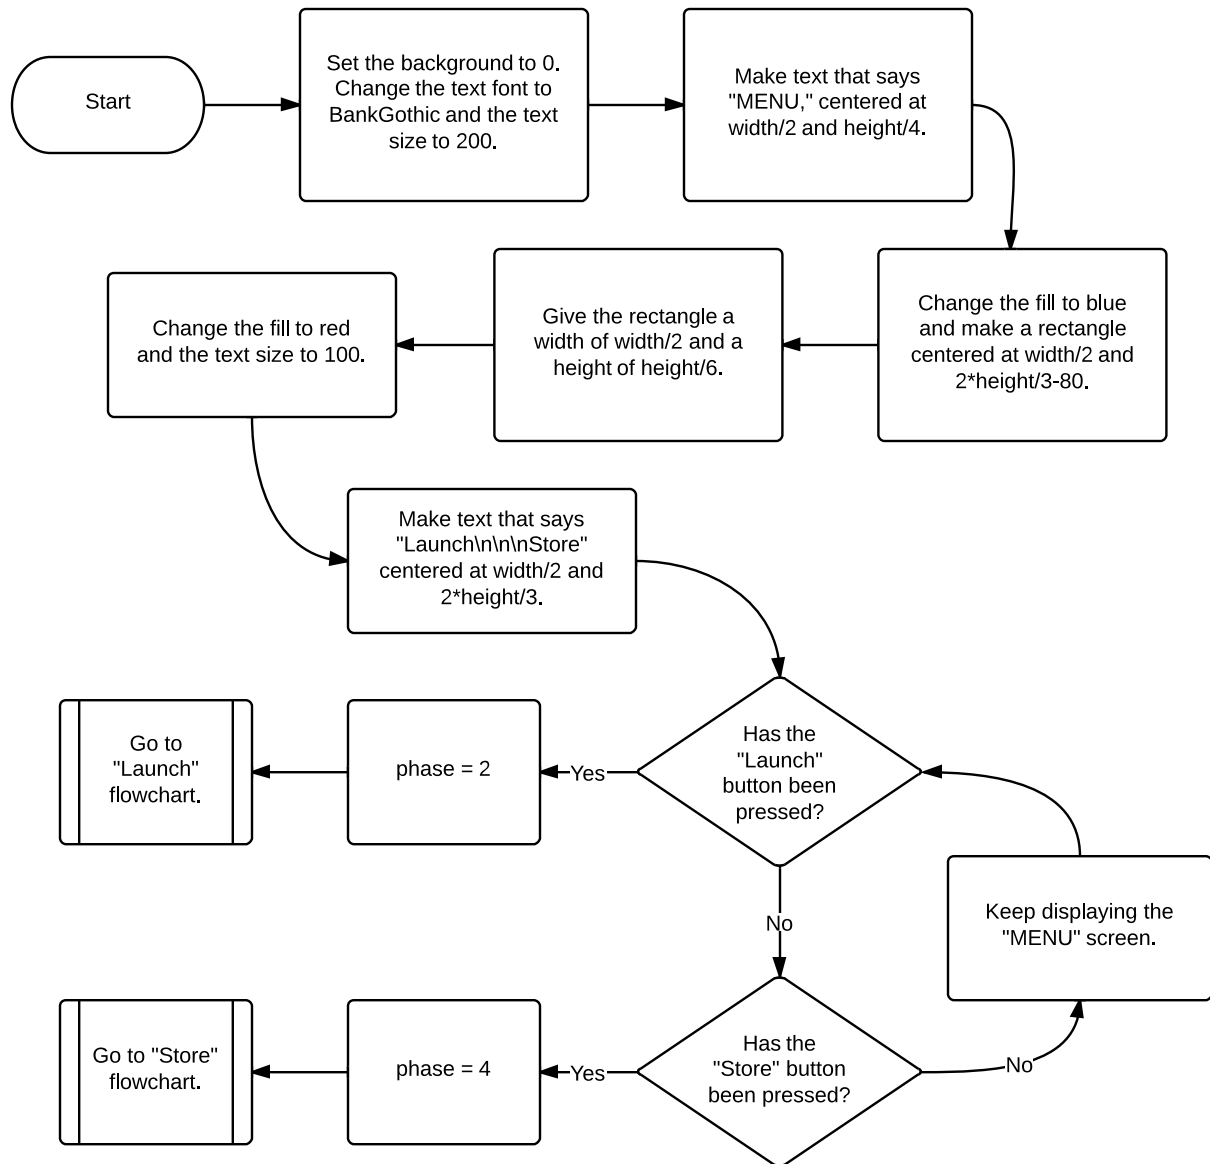 Start
Set the background to 0.
Change the text font to
BankGothic and the text
size to 200.
Make text that says
"MENU," centered at
width/2 and height/4.
Change the fill to blue
and make a rectangle
centered at width/2 and
2*height/3-80.
Give the rectangle a
width of width/2 and a
height of height/6.
Change the fill to red
and the text size to 100.
Make text that says
"Launch\n\n\nStore"
centered at width/2 and
2*height/3.
Has the
"Launch"
button been
pressed?
Yes
phase = 2
Go to
"Launch"
flowchart.
No
Has the
"Store" button
been pressed?
Yes
phase = 4
Go to "Store"
flowchart.
No
Keep displaying the
"MENU" screen.